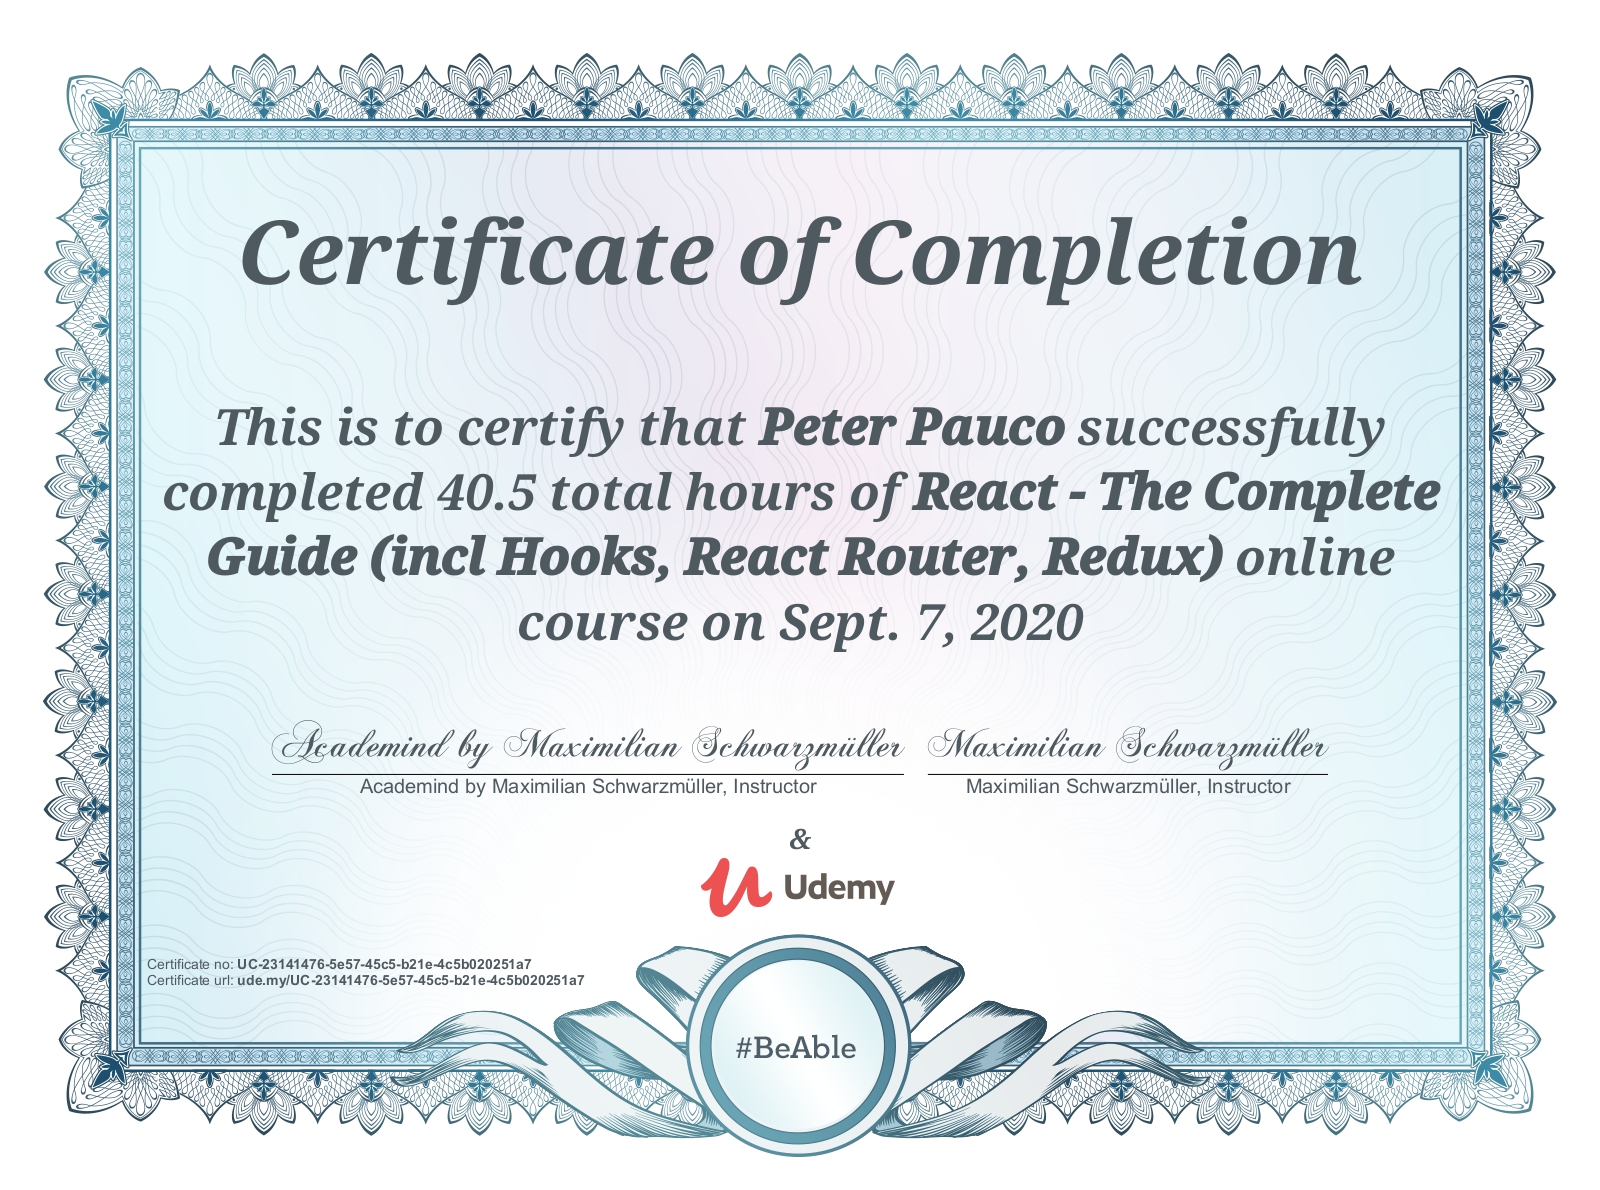 Certificate of Completion
This is to certify that Peter Pauco successfully
completed 40.5 total hours of React - The Complete
Guide (incl Hooks, React Router, Redux) online
course on Sept. 7, 2020
Academind by Maximilian Schwarzmüller Maximilian Schwarzmüller
Academind by Maximilian Schwarzmüller, Instructor Maximilian Schwarzmüller, Instructor
&
Udemy
Certificate no: UC-23141476-5e57-45c5-b21e-4c5b020251a7
Certificate url: ude.my/UC-23141476-5e57-45c5-b21e-4c5b020251a7
#BeAble